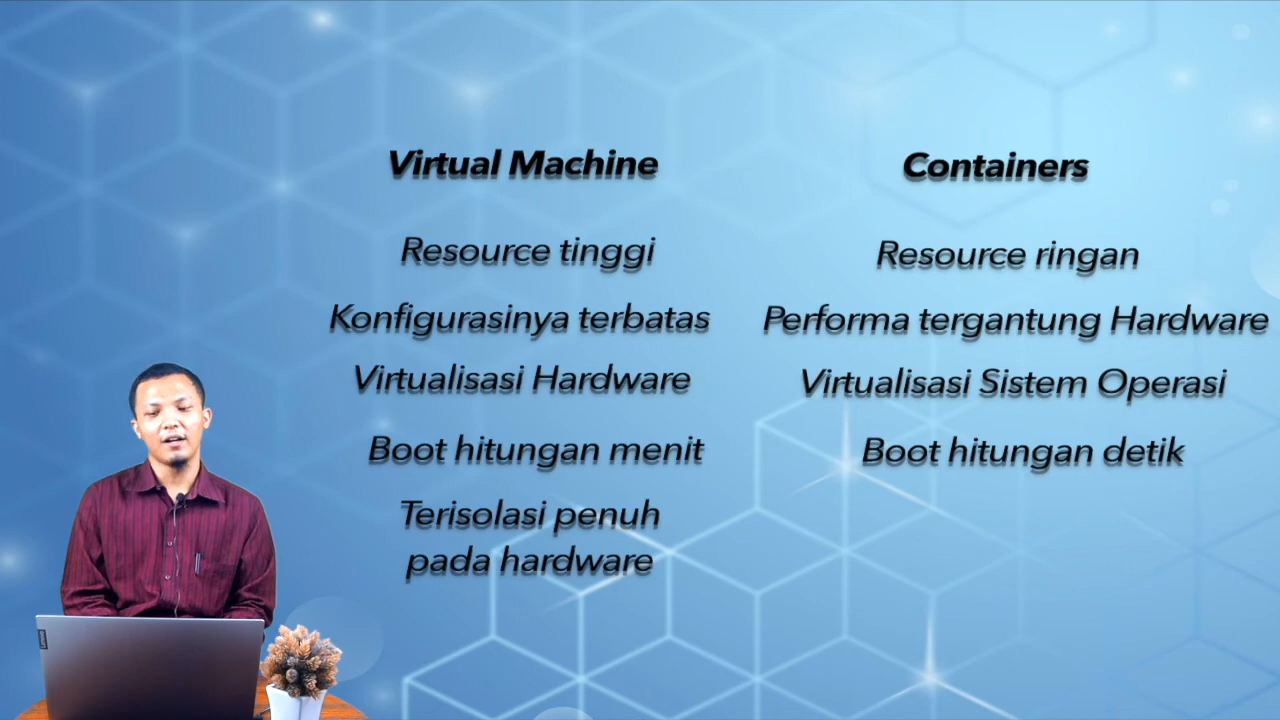 Virtual Machine
Resource tinggi
Konfigurasinya terbatas
Virtualisasi Hardware
Boot hitungan menit
Terisolasi penuh
pada hardware
Containers
Resource ringan
Performa tergantung Hardware
Virtualisasi Sistem Operasi
Boot hitungan detik